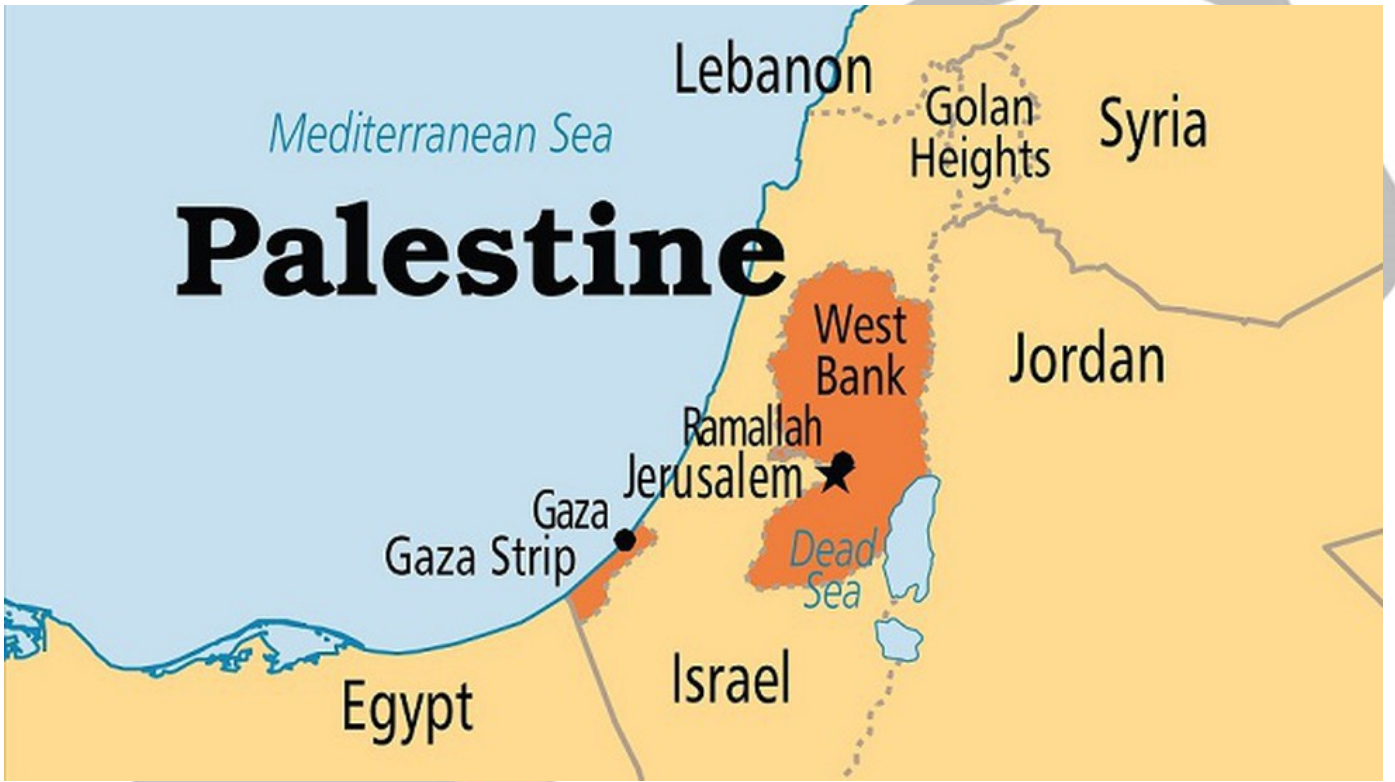 Lebanon
Golan
Heights
Syria
Mediterranean Sea
Palestine
West
Bank
Jordan
Ramallah
Jerusalem
Gaza
Gaza Strip
Dead
Sea
Israel
Egypt